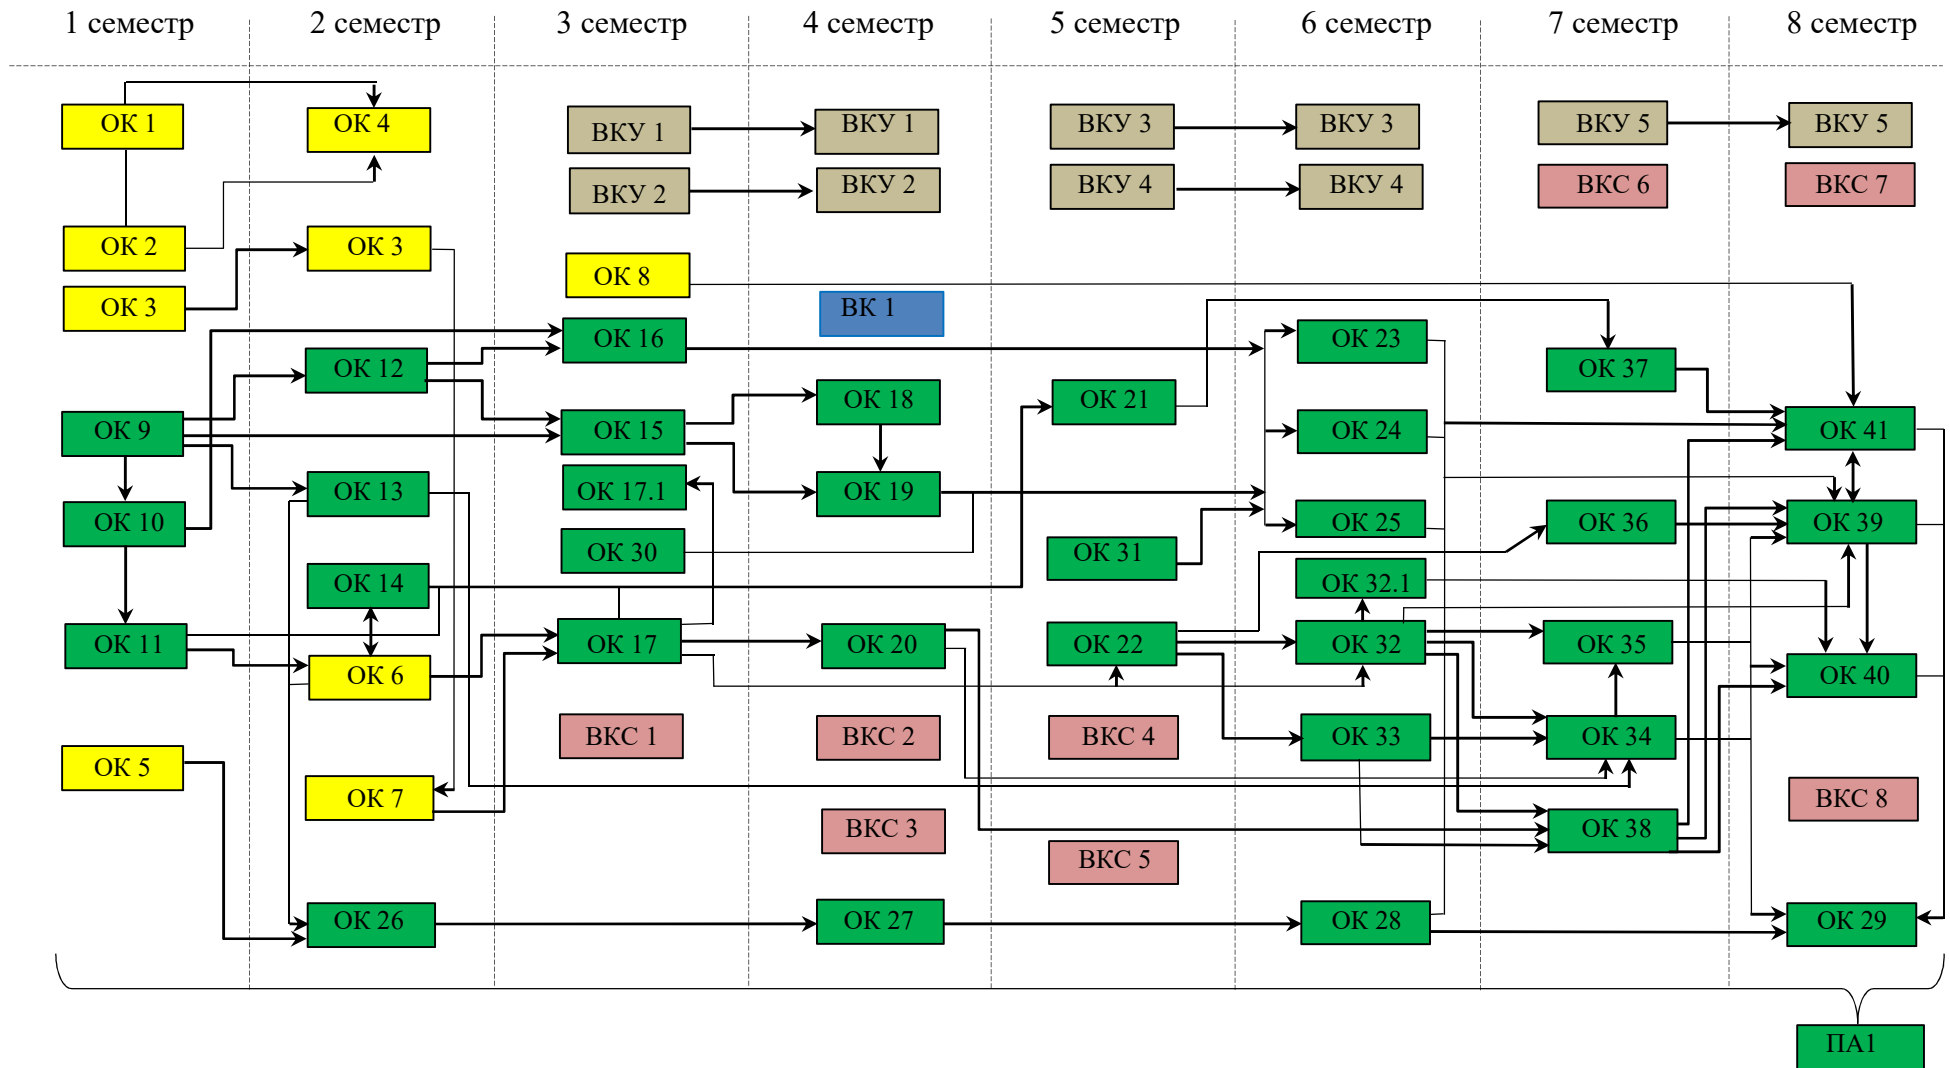 1 семестр
2 семестр
3 семестр
4 семестр
5 семестр
6 семестр
7 семестр
8 семестр
ОК 1
ОК 4
ВКУ 1
ВКУ 1
ВКУ 3
ВКУ 3
ВКУ 5
ВКУ 5
ВКУ 2
ВКУ 2
ВКУ 4
ВКУ 4
ВКС 6
ВКС 7
ОК 2
ОК 3
ОК 8
ОК 3
ВК 1
ОК 16
ОК 23
ОК 12
ОК 37
ОК 18
ОК 21
ОК 9
ОК 15
ОК 24
ОК 41
ОК 13
ОК 17.1
ОК 19
ОК 10
ОК 25
ОК 36
ОК 39
ОК 30
ОК 31
ОК 14
ОК 32.1
ОК 11
ОК 17
ОК 20
ОК 22
ОК 32
ОК 35
ОК 6
ОК 40
ВКС 1
ВКС 2
ВКС 4
ОК 33
ОК 34
ОК 5
ОК 7
ВКС 8
ВКС 3
ОК 38
ВКС 5
ОК 26
ОК 27
ОК 28
ОК 29
ПА1